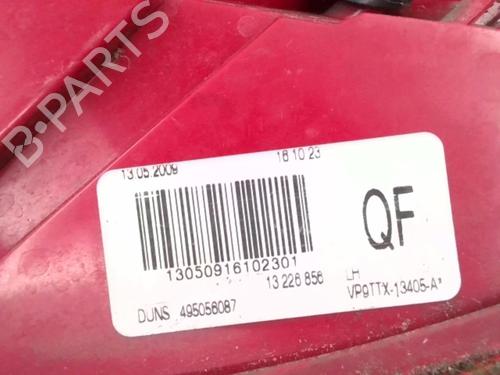 B-PARTS
13.05.2009 16 10 23
QF
13050916102301
13 226 856 LH
DUNS 495056087 VP9TTX-13405-A*